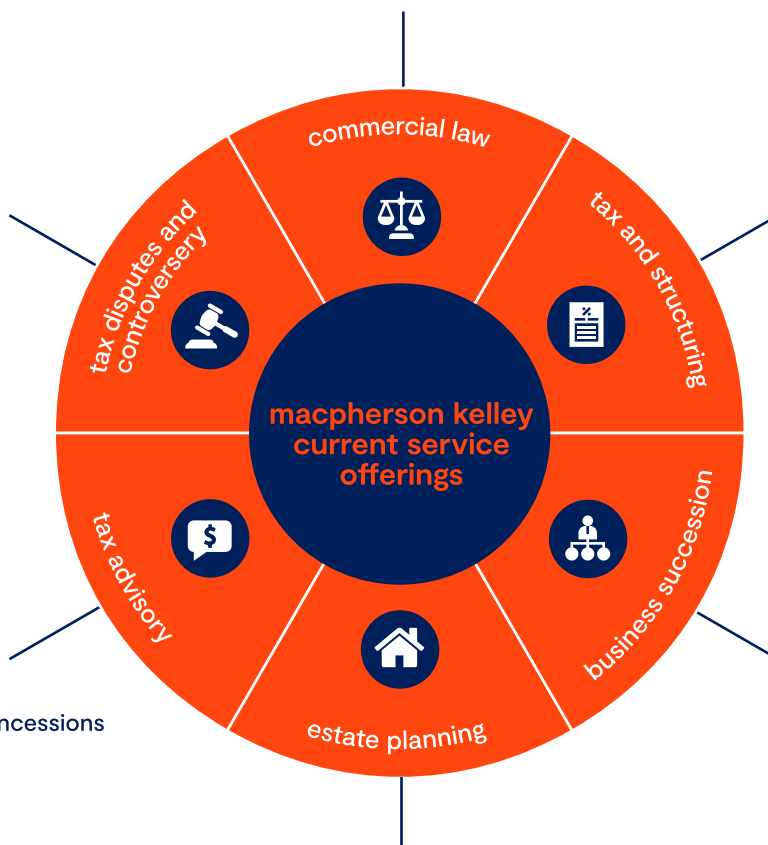 commercial law
tax and structuring
business succession
estate planning
tax advisory
tax disputes and
controversery
macpherson kelley
current service
offerings
ncessions